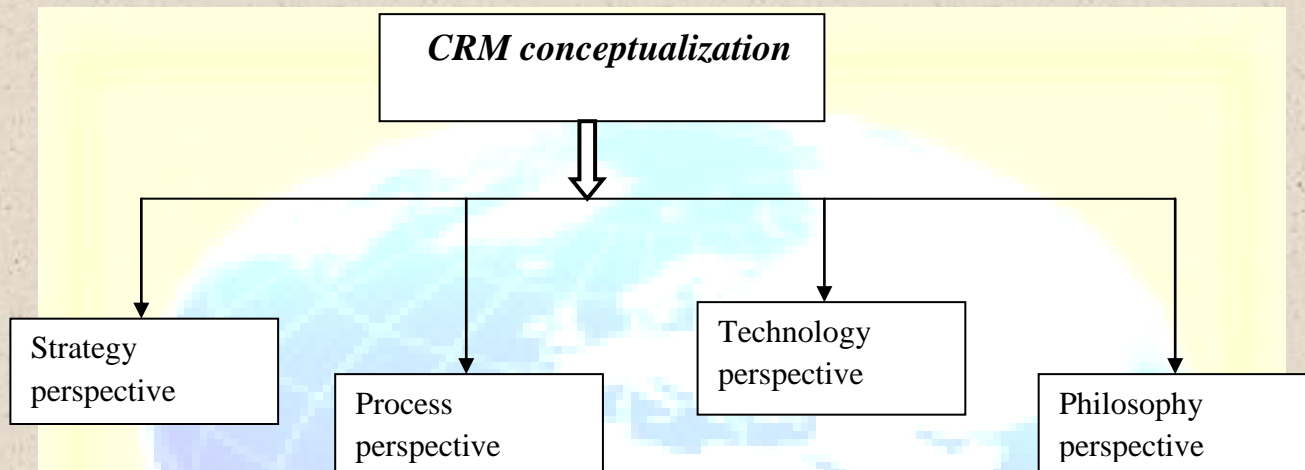 CRM conceptualization
Strategy
perspective
Process
perspective
Technology
perspective
Philosophy
perspective